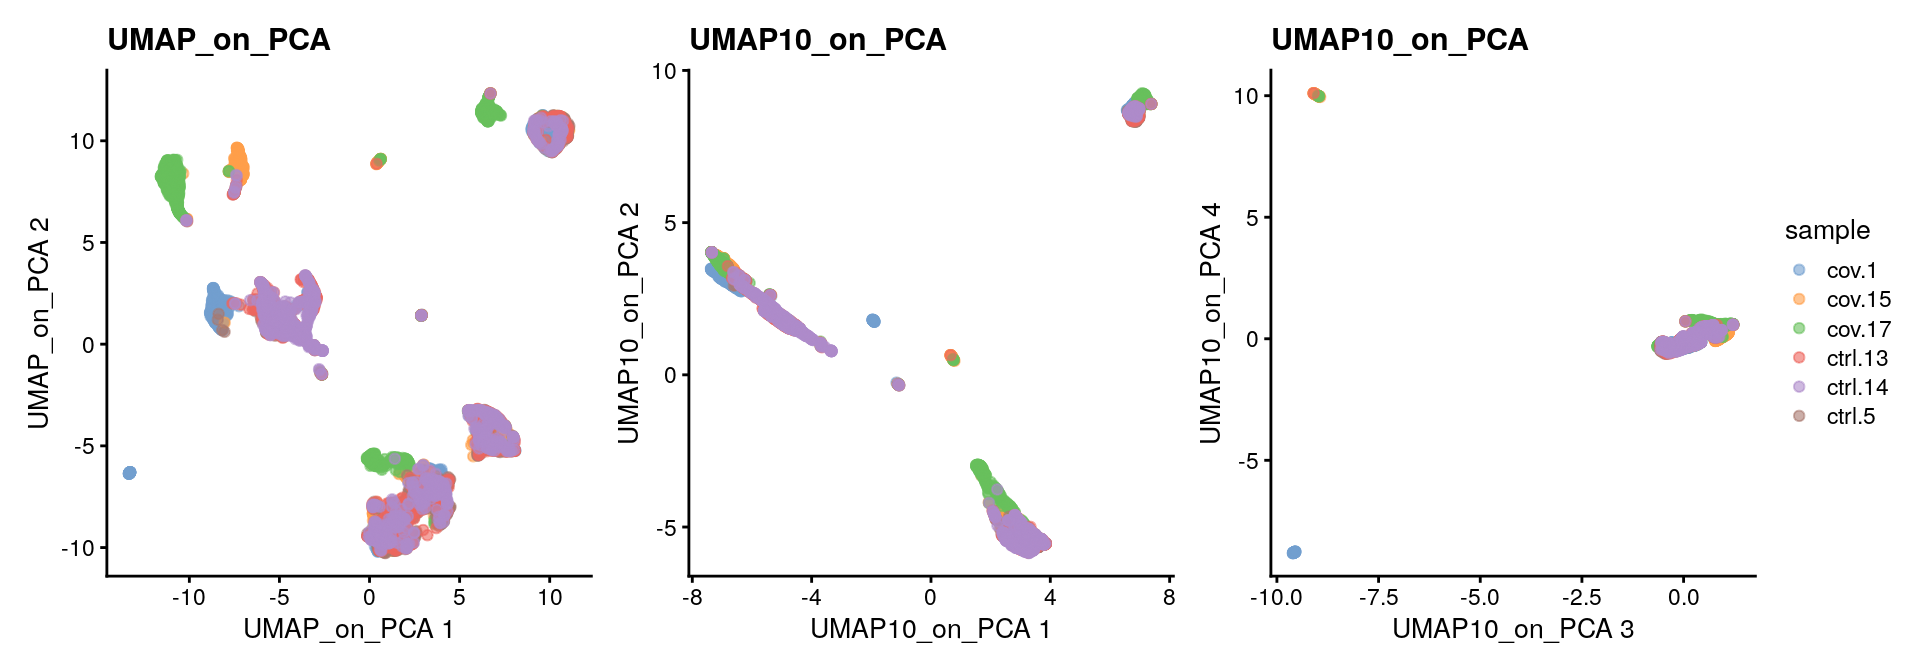 UMAP_on_PCA
10
5
0
-5
-10
-10
-5
0
5
10
UMAP_on_PCA 1
UMAP_on_PCA 2
UMAP10_on_PCA
10
5
0
-5
-8
-4
0
4
8
UMAP10_on_PCA 1
UMAP10_on_PCA 2
UMAP10_on_PCA
10
5
0
-5
-10.0
-7.5
-5.0
-2.5
0.0
UMAP10_on_PCA 3
UMAP10_on_PCA 4
sample
cov.1
cov.15
cov.17
ctrl.13
ctrl.14
ctrl.5